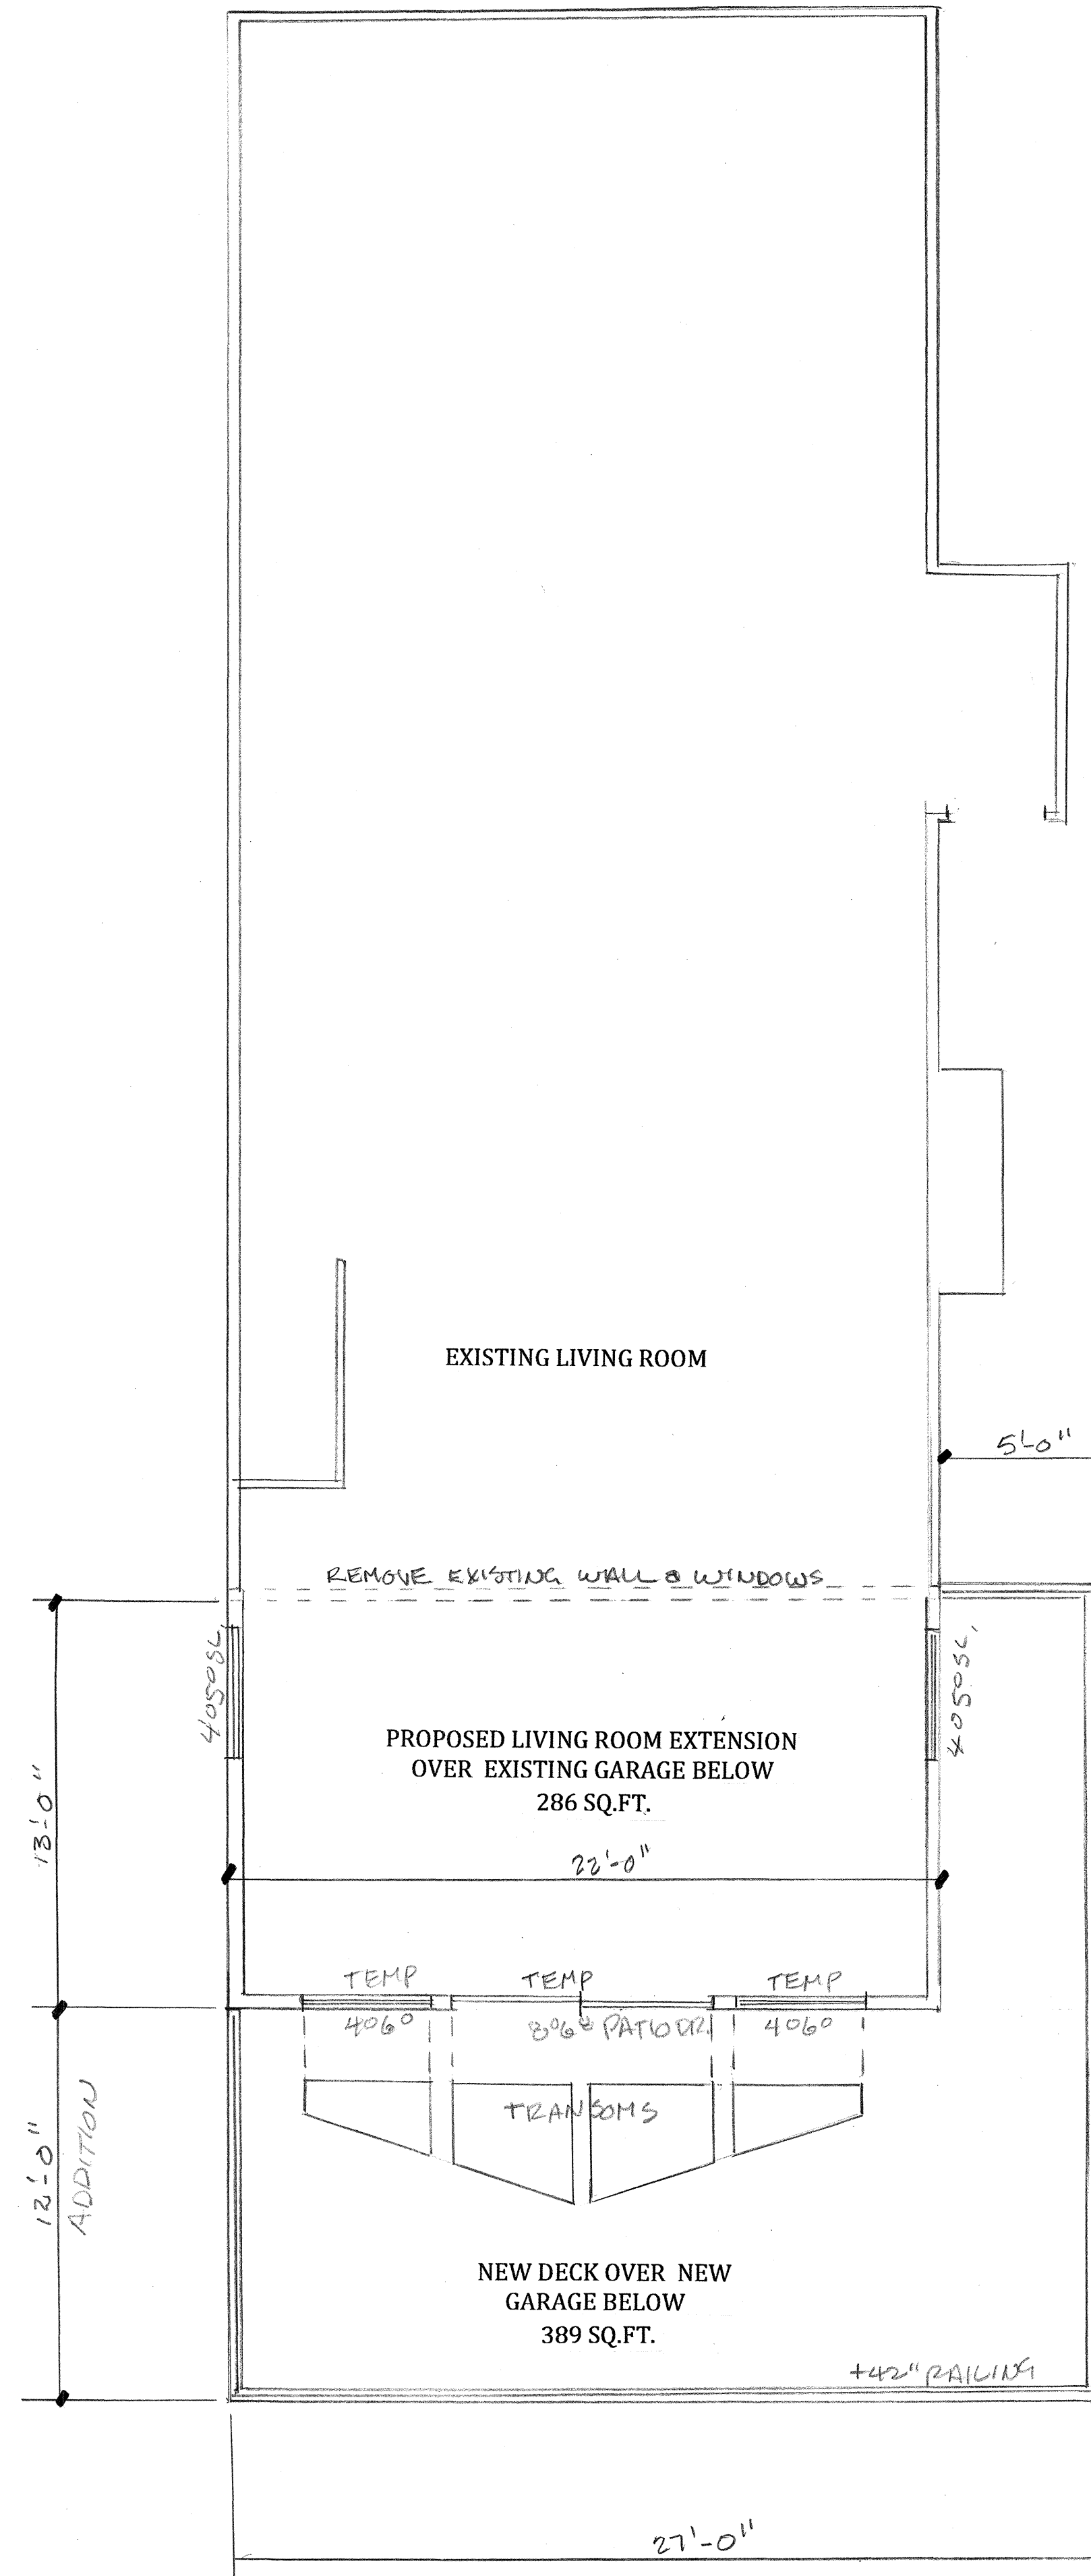 EXISTING LIVING ROOM
5'-0"
REMOVE EXISTING WALL & WINDOWS
4050SL,
4050SL,
PROPOSED LIVING ROOM EXTENSION
OVER EXISTING GARAGE BELOW
286 SQ.FT.
13'-0"
22'-0"
TEMP
TEMP
TEMP
4060
8068 PATIO DR.
4060
TRANSOMS
12'-0"
ADDITION
NEW DECK OVER NEW
GARAGE BELOW
389 SQ.FT.
+42" RAILING
27'-0"